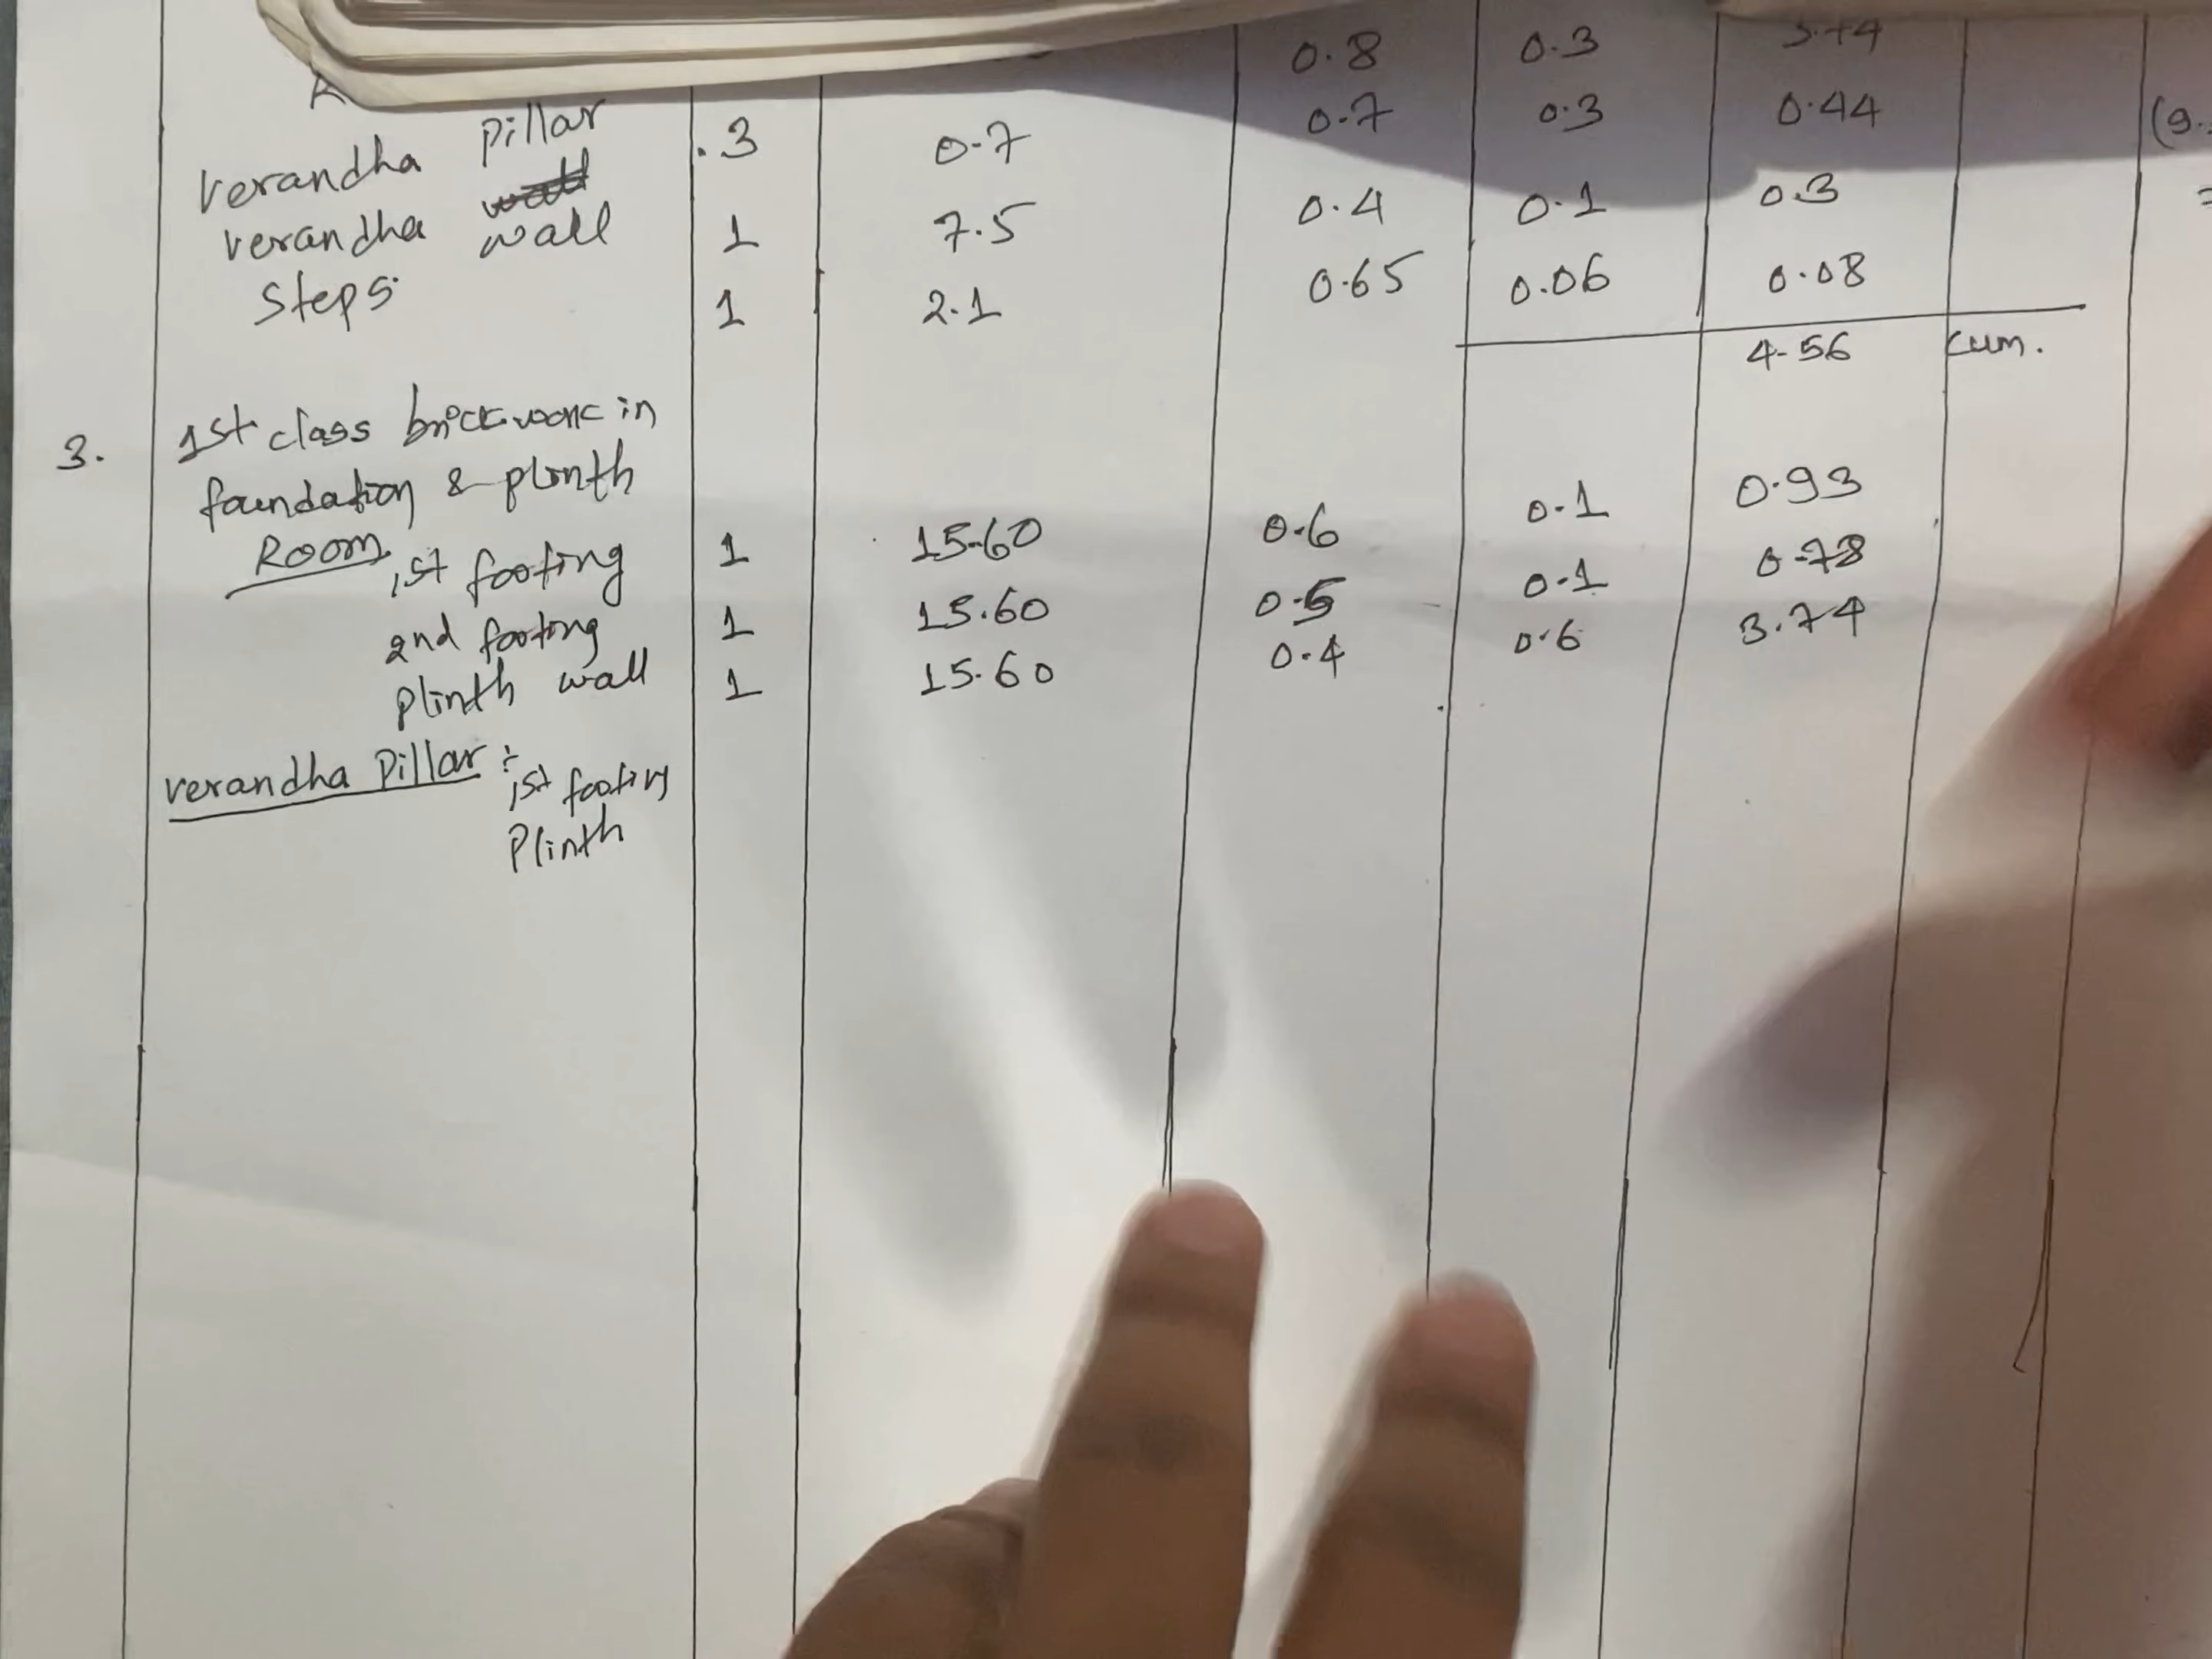 0.8 0.3 3.74
verandha pillar 3 0.7 0.7 0.3 0.44
verandha wall 1 7.5 0.4 0.1 0.3
Steps 1 2.1 0.65 0.06 0.08
4-56 cum.
3. 1st class brickwork in
foundation & plinth
Room 1st footing 1 15.60 0.6 0.1 0.93
2nd footing 1 15.60 0.5 0.1 0.78
plinth wall 1 15.60 0.4 0.6 3.74
verandha pillar :- 1st footing
Plinth